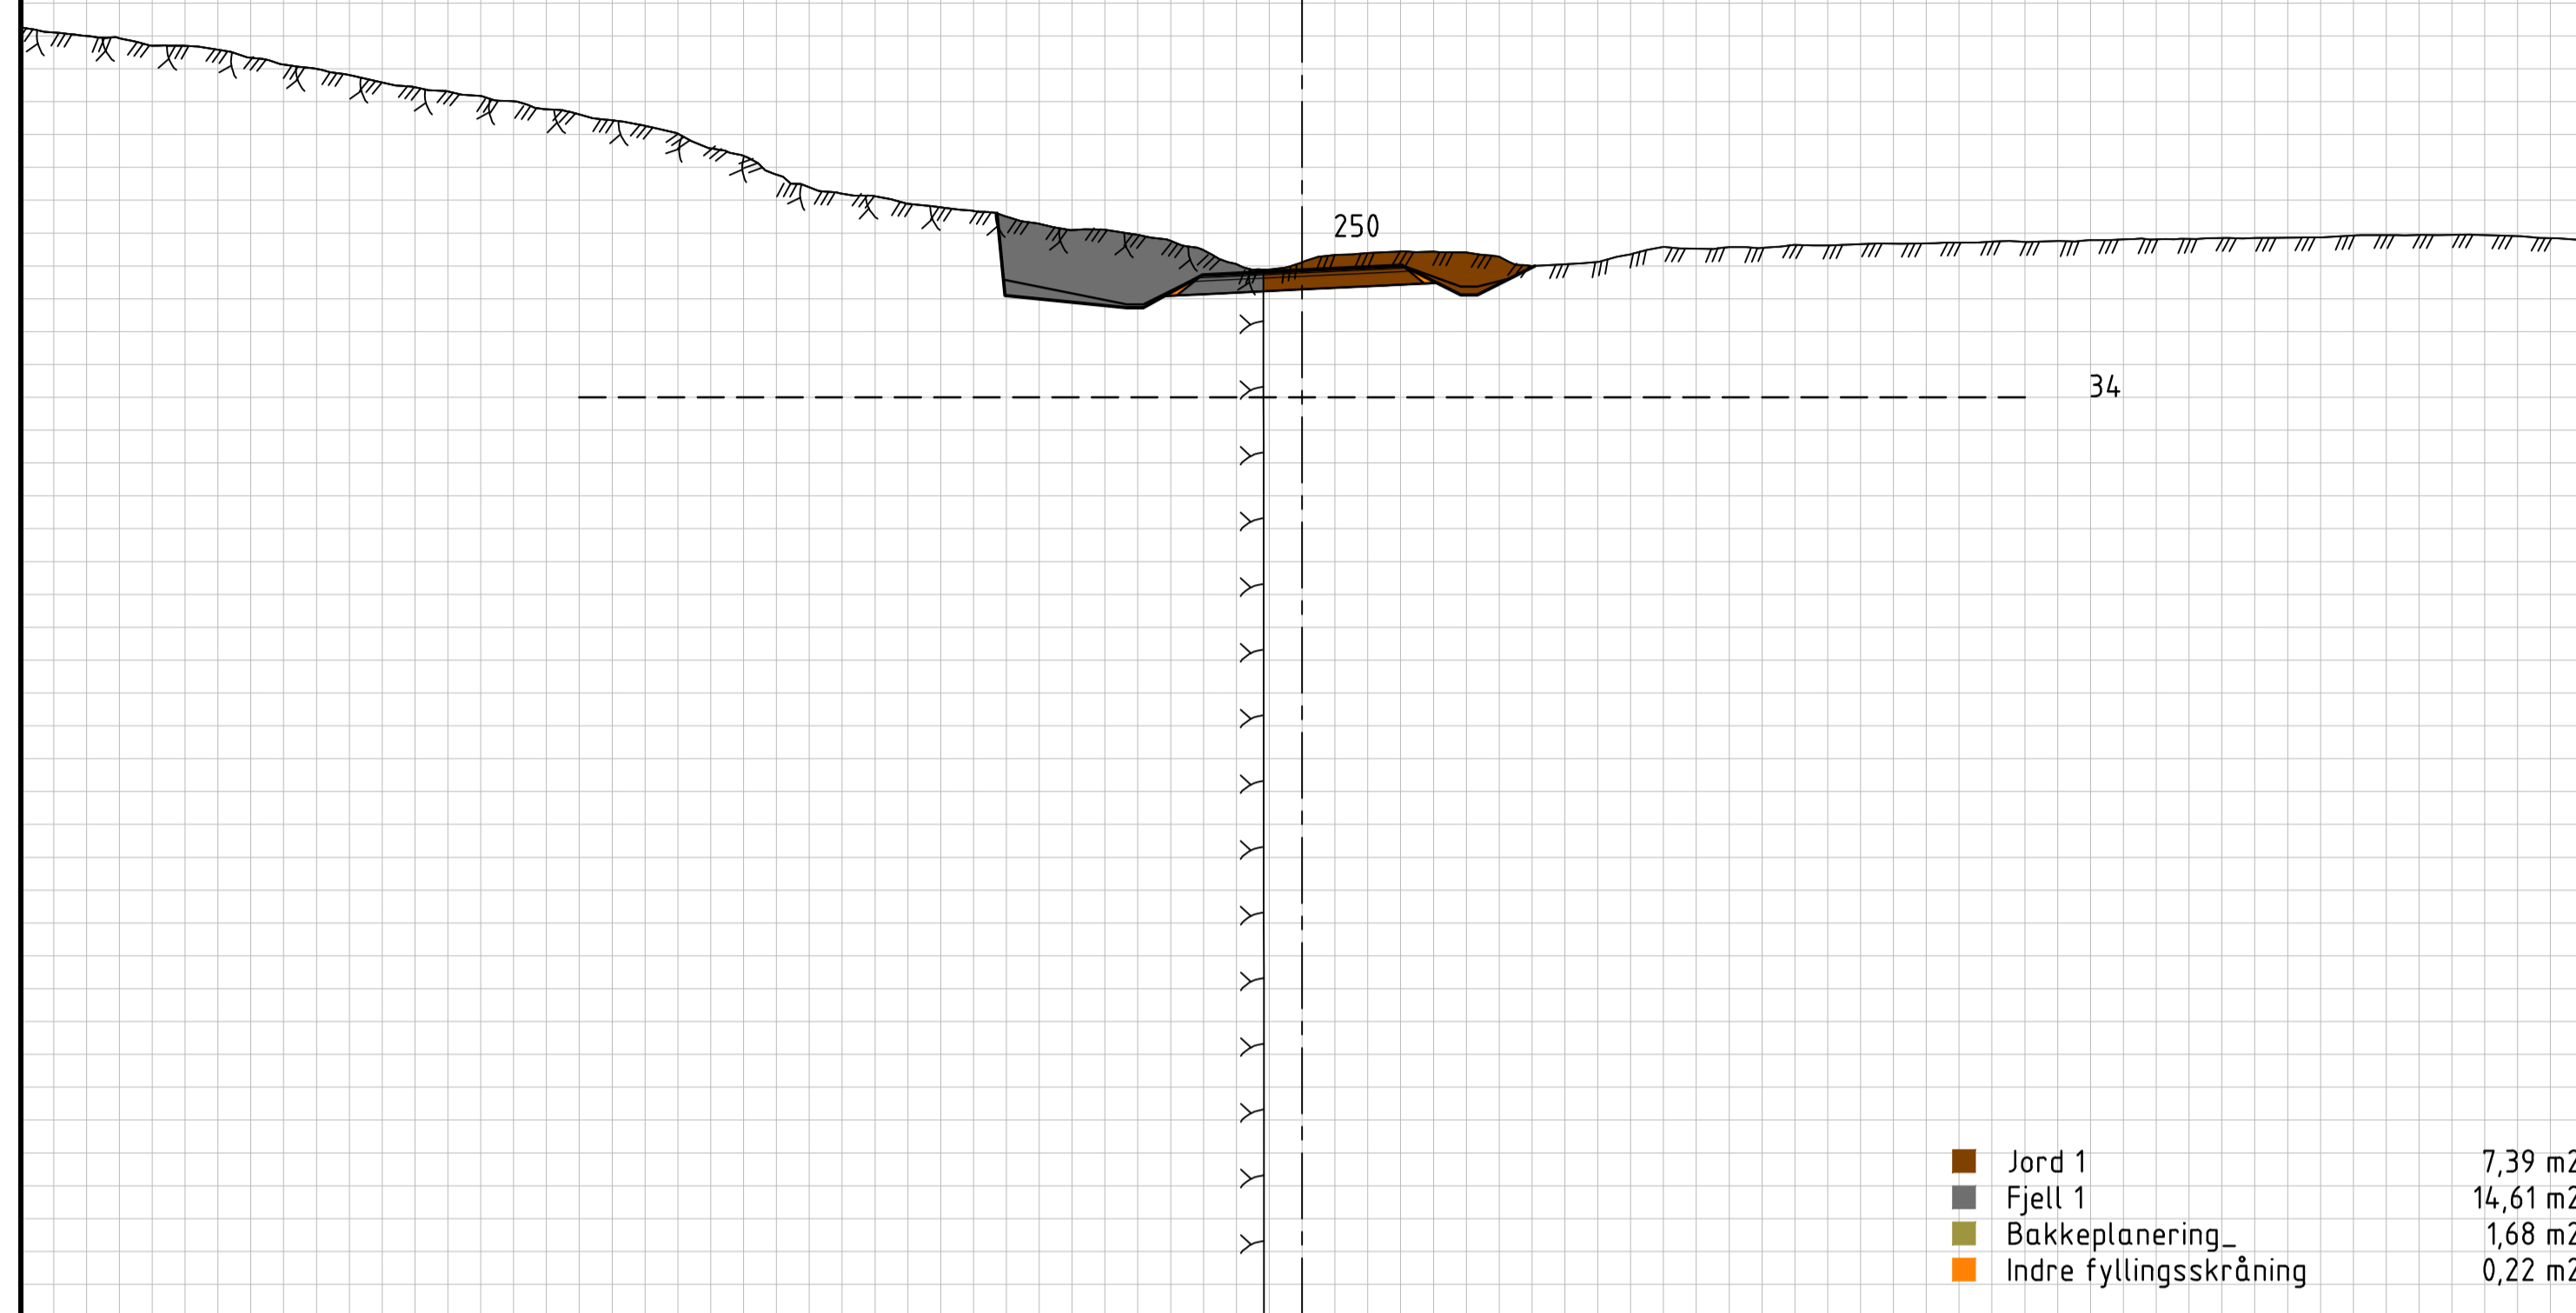 250
34
Jord 1 7,39 m2
Fjell 1 14,61 m2
Bakkeplanering_ 1,68 m2
Indre fyllingsskråning 0,22 m2